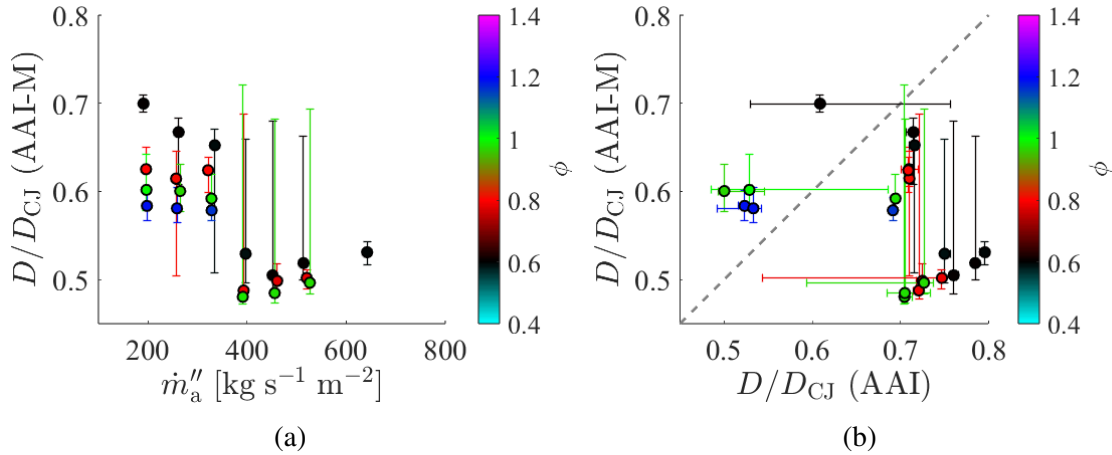 0.8
0.7
0.6
0.5
D/D_CJ (AAI-M)
200 400 600 800
ṁ″_a [kg s⁻¹ m⁻²]
1.4
1.2
1
0.8
0.6
0.4
ϕ
(a)
0.8
0.7
0.6
0.5
D/D_CJ (AAI-M)
0.5 0.6 0.7 0.8
D/D_CJ (AAI)
1.4
1.2
1
0.8
0.6
0.4
ϕ
(b)